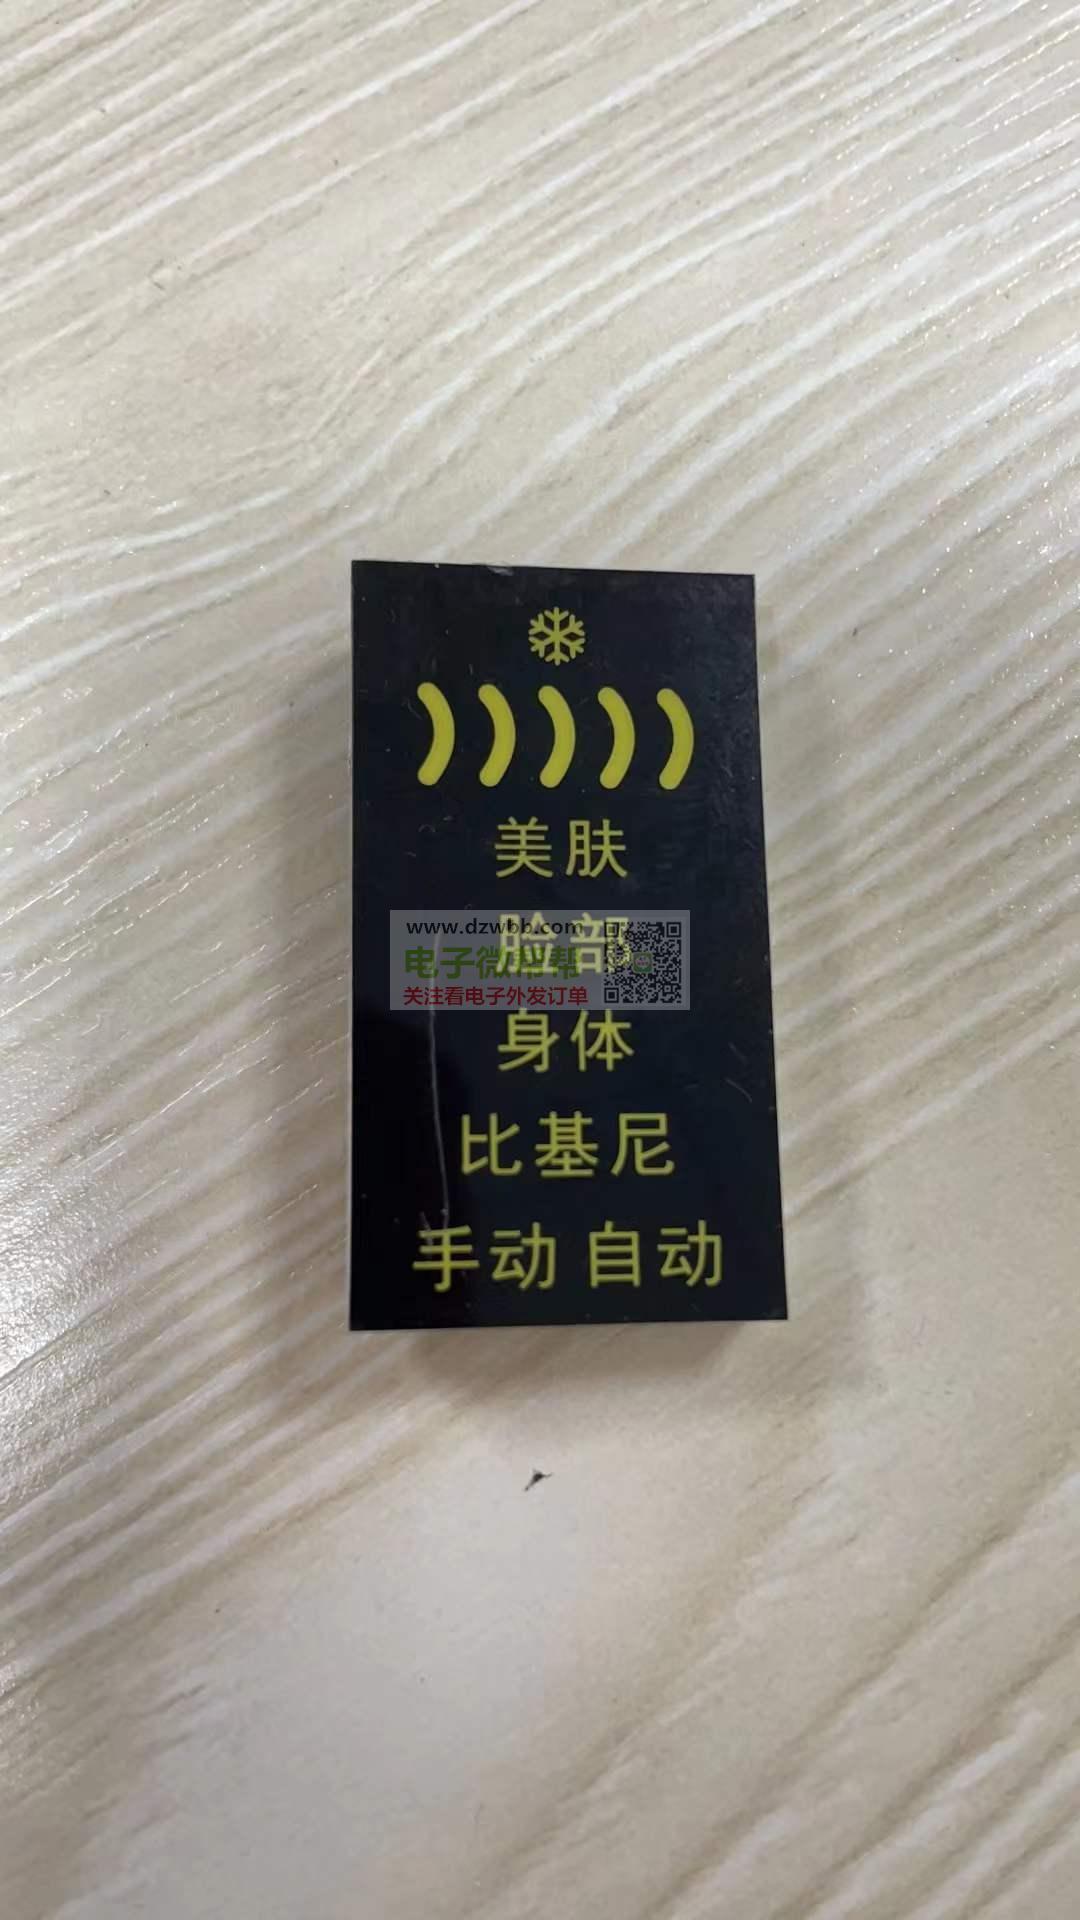 美肤
脸部
www.dzwbb.com
电子微帮帮
关注看电子外发订单
身体
比基尼
手动 自动